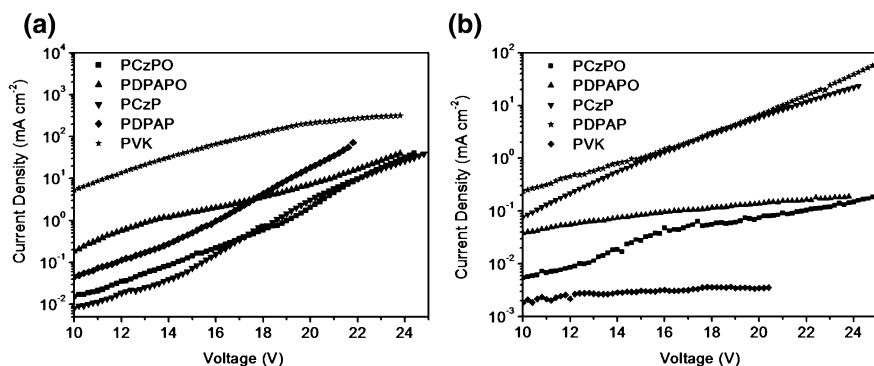 (a)
10⁴
10³
10²
10¹
10⁰
10⁻¹
10⁻²
Current Density (mA cm⁻²)
PCzPO
PDPAPO
PCzP
PDPAP
PVK
10 12 14 16 18 20 22 24
Voltage (V)
(b)
10²
10¹
10⁰
10⁻¹
10⁻²
10⁻³
Current Density (mA cm⁻²)
PCzPO
PDPAPO
PCzP
PDPAP
PVK
10 12 14 16 18 20 22 24
Voltage (V)